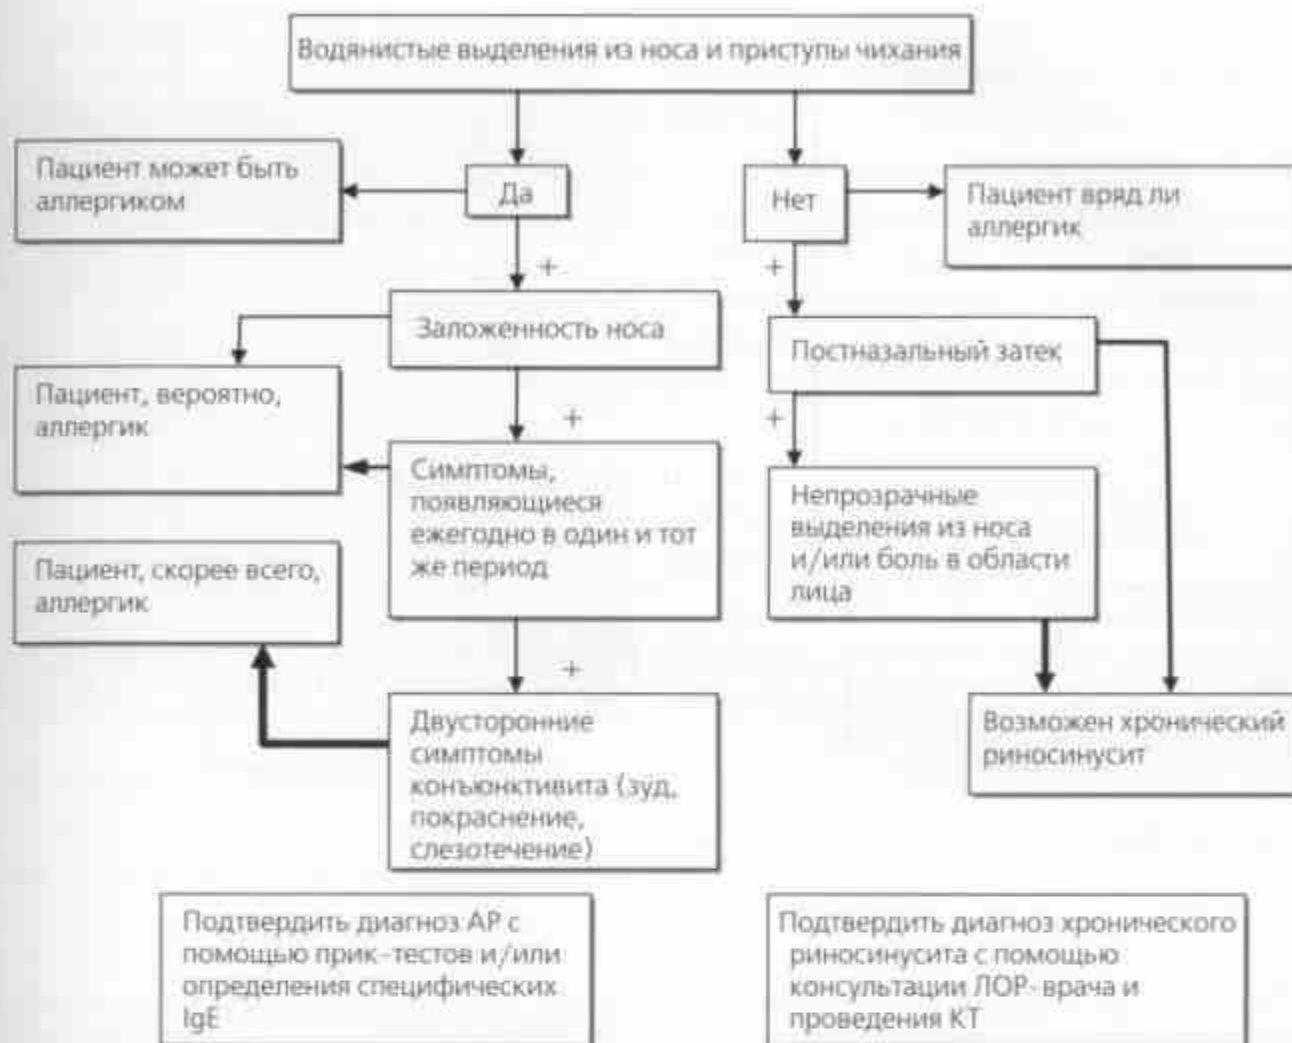 Водянистые выделения из носа и приступы чихания
Пациент может быть
аллергиком
Да
Нет
Пациент вряд ли
аллергик
+
+
Заложенность носа
Постназальный затек
Пациент, вероятно,
аллергик
+
+
Симптомы,
появляющиеся
ежегодно в один и тот
же период
Непрозрачные
выделения из носа
и/или боль в области
лица
Пациент, скорее всего,
аллергик
+
Двусторонние
симптомы
конъюнктивита (зуд,
покраснение,
слезотечение)
Возможен хронический
риносинусит
Подтвердить диагноз АР с
помощью прик-тестов и/или
определения специфических
IgE
Подтвердить диагноз хронического
риносинусита с помощью
консультации ЛОР-врача и
проведения КТ